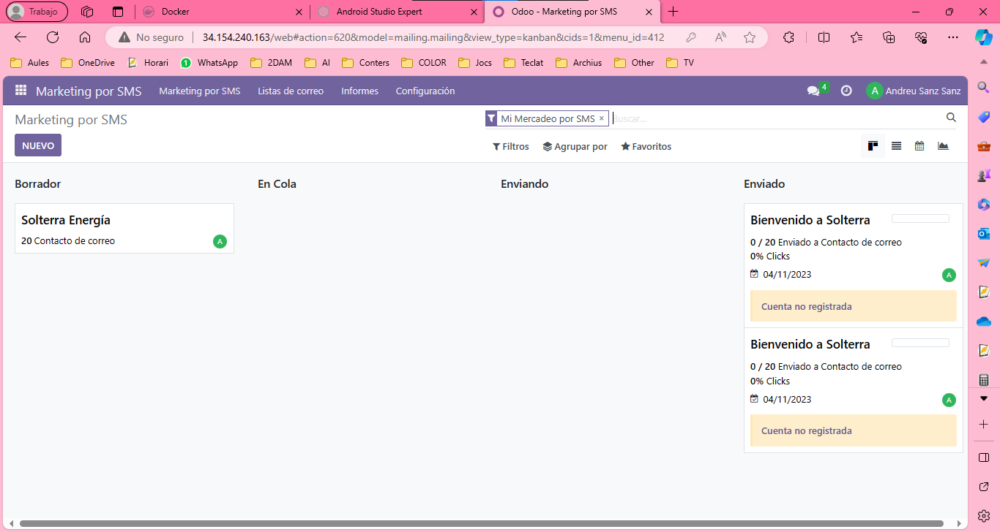 Trabajo
Docker
Android Studio Expert
Odoo - Marketing por SMS
No seguro
34.154.240.163/web#action=620&model=mailing.mailing&view_type=kanban&cids=1&menu_id=412
Aules OneDrive Horari WhatsApp 2DAM AI Conters COLOR Jocs Teclat Archius Other TV
Marketing por SMS Marketing por SMS Listas de correo Informes Configuración 4 A Andreu Sanz Sanz
Marketing por SMS
Mi Mercadeo por SMS × Buscar...
NUEVO
Filtros Agrupar por Favoritos
Borrador En Cola Enviando Enviado
Solterra Energía
20 Contacto de correo A
Bienvenido a Solterra
0 / 20 Enviado a Contacto de correo
0% Clicks
04/11/2023 A
Cuenta no registrada
Bienvenido a Solterra
0 / 20 Enviado a Contacto de correo
0% Clicks
04/11/2023 A
Cuenta no registrada